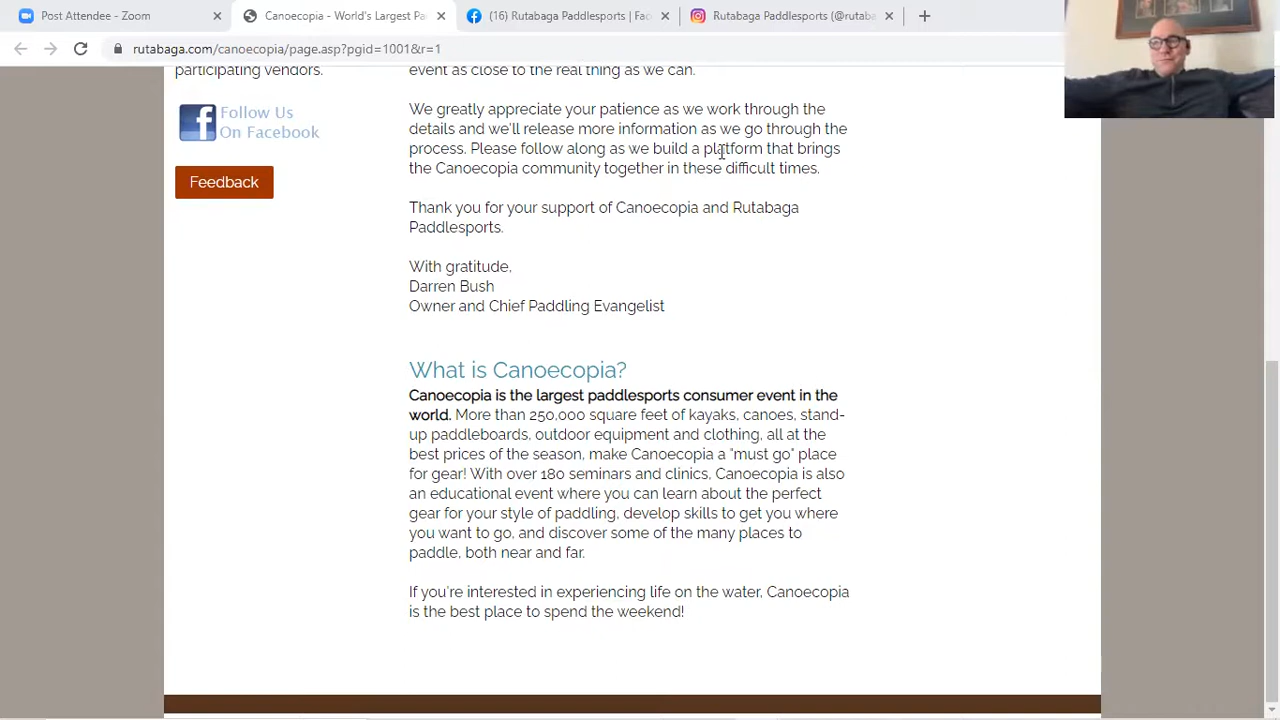 Post Attendee - Zoom
Canoecopia - World's Largest Pa
(16) Rutabaga Paddlesports | Fac
Rutabaga Paddlesports (@rutaba
rutabaga.com/canoecopia/page.asp?pgid=1001&r=1
participating vendors.
Follow Us
On Facebook
Feedback
event as close to the real thing as we can.
We greatly appreciate your patience as we work through the
details and we'll release more information as we go through the
process. Please follow along as we build a platform that brings
the Canoecopia community together in these difficult times.
Thank you for your support of Canoecopia and Rutabaga
Paddlesports.
With gratitude,
Darren Bush
Owner and Chief Paddling Evangelist
What is Canoecopia?
Canoecopia is the largest paddlesports consumer event in the
world. More than 250,000 square feet of kayaks, canoes, stand-
up paddleboards, outdoor equipment and clothing, all at the
best prices of the season, make Canoecopia a "must go" place
for gear! With over 180 seminars and clinics, Canoecopia is also
an educational event where you can learn about the perfect
gear for your style of paddling, develop skills to get you where
you want to go, and discover some of the many places to
paddle, both near and far.
If you're interested in experiencing life on the water, Canoecopia
is the best place to spend the weekend!